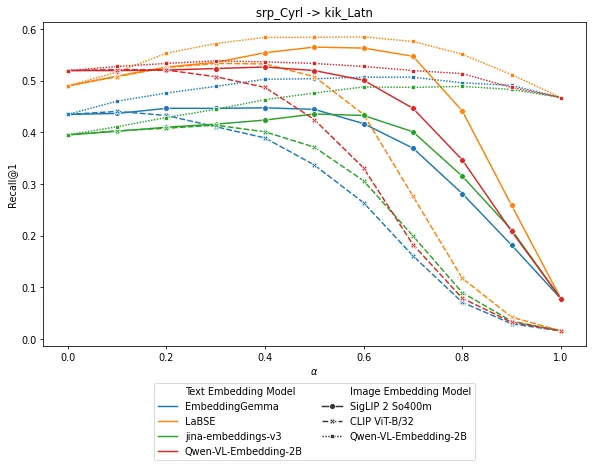 srp_Cyrl -> kik_Latn
Recall@1
0.6
0.5
0.4
0.3
0.2
0.1
0.0
0.0 0.2 0.4 0.6 0.8 1.0
α
Text Embedding Model Image Embedding Model
EmbeddingGemma SigLIP 2 So400m
LaBSE CLIP ViT-B/32
jina-embeddings-v3 Qwen-VL-Embedding-2B
Qwen-VL-Embedding-2B